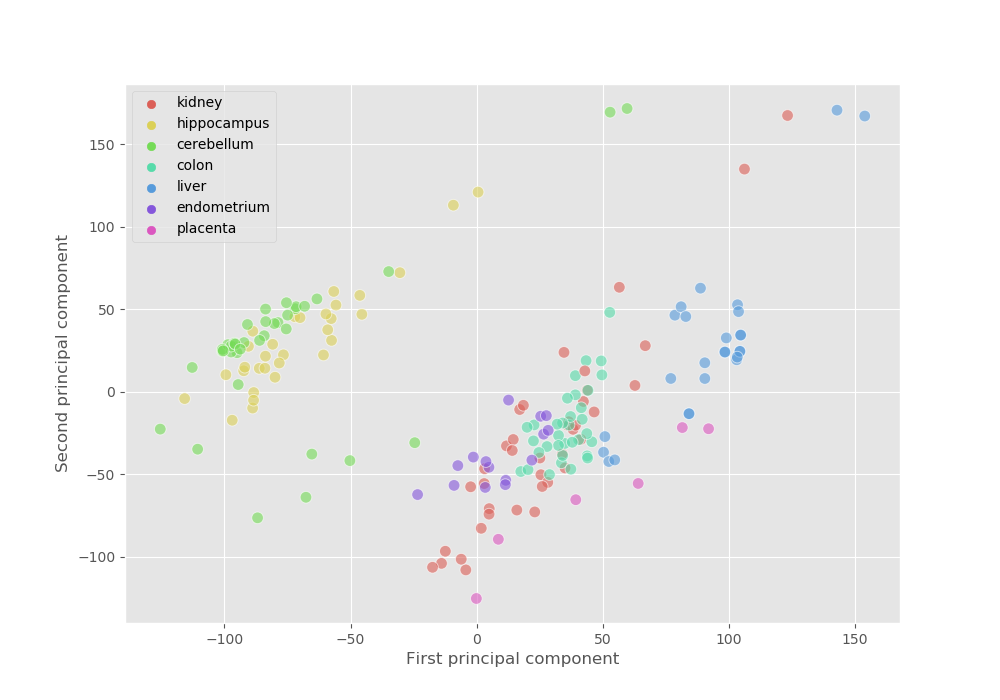 kidney
hippocampus
cerebellum
colon
liver
endometrium
placenta
150
100
50
0
−50
−100
−100
−50
0
50
100
150
Second principal component
First principal component